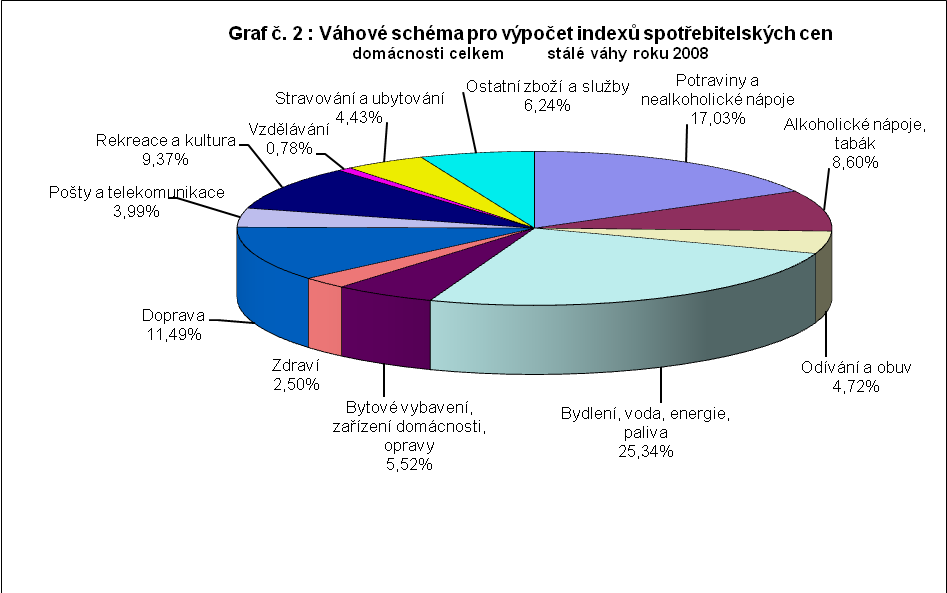 Graf č. 2 : Váhové schéma pro výpočet indexů spotřebitelských cen
domácnosti celkem stálé váhy roku 2008
Ostatní zboží a služby
6,24%
Potraviny a
nealkoholické nápoje
17,03%
Stravování a ubytování
4,43%
Alkoholické nápoje,
tabák
8,60%
Vzdělávání
0,78%
Rekreace a kultura
9,37%
Pošty a telekomunikace
3,99%
Doprava
11,49%
Zdraví
2,50%
Odívání a obuv
4,72%
Bytové vybavení,
zařízení domácnosti,
opravy
5,52%
Bydlení, voda, energie,
paliva
25,34%